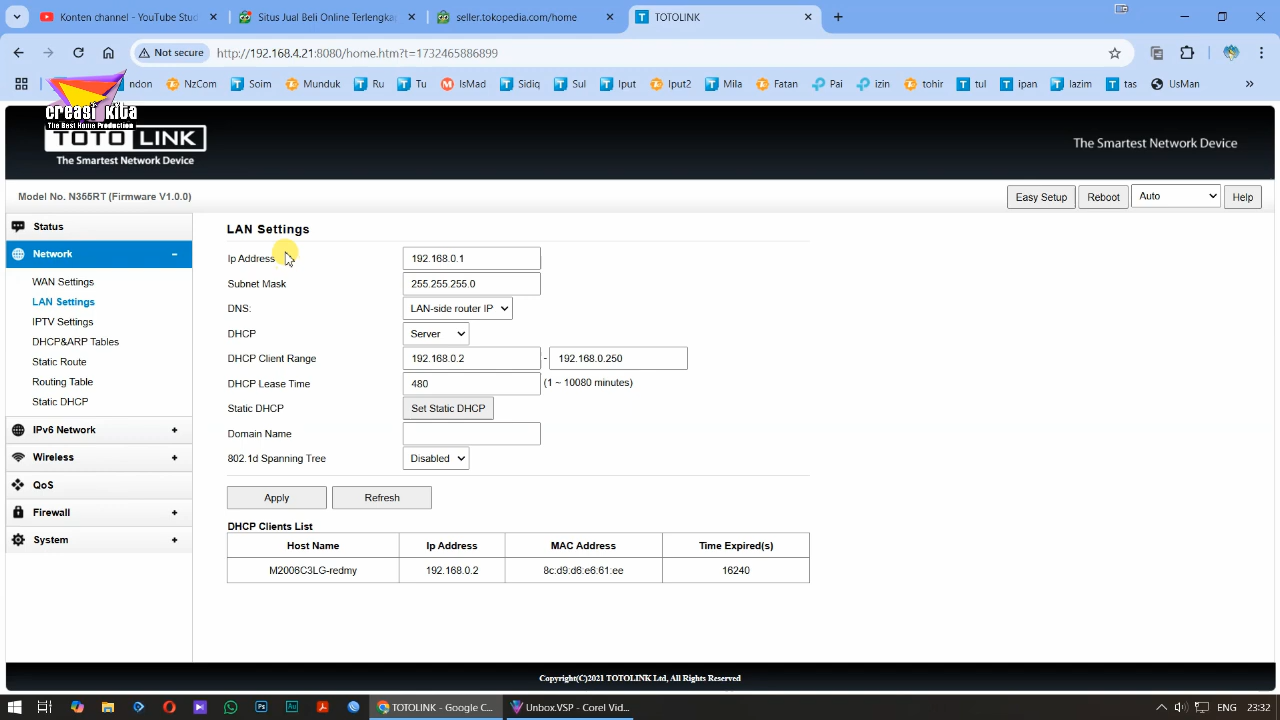 Konten channel - YouTube Stud
Situs Jual Beli Online Terlengkap
seller.tokopedia.com/home
TOTOLINK
Not secure
http://192.168.4.21:8080/home.htm?t=1732465886899
ndon
NzCom
Soim
Munduk
Ru
Tu
IsMad
Sidiq
Sul
Iput
Iput2
Mila
Fatan
Pai
izin
tohir
tul
ipan
lazim
tas
UsMan
creasi kita
The Best Home Production
TOTO LINK
The Smartest Network Device
The Smartest Network Device
Model No. N355RT (Firmware V1.0.0)
Easy Setup
Reboot
Auto
Help
Status
Network
WAN Settings
LAN Settings
IPTV Settings
DHCP&ARP Tables
Static Route
Routing Table
Static DHCP
IPv6 Network
Wireless
QoS
Firewall
System
LAN Settings
Ip Address 192.168.0.1
Subnet Mask 255.255.255.0
DNS: LAN-side router IP
DHCP Server
DHCP Client Range 192.168.0.2 - 192.168.0.250
DHCP Lease Time 480 (1 ~ 10080 minutes)
Static DHCP Set Static DHCP
Domain Name
802.1d Spanning Tree Disabled
Apply Refresh
DHCP Clients List
Host Name Ip Address MAC Address Time Expired(s)
M2006C3LG-redmy 192.168.0.2 8c:d9:d6:e6:61:ee 16240
Copyright(C)2021 TOTOLINK Ltd, All Rights Reserved
TOTOLINK - Google C...
Unbox.VSP - Corel Vid...
ENG
23:32